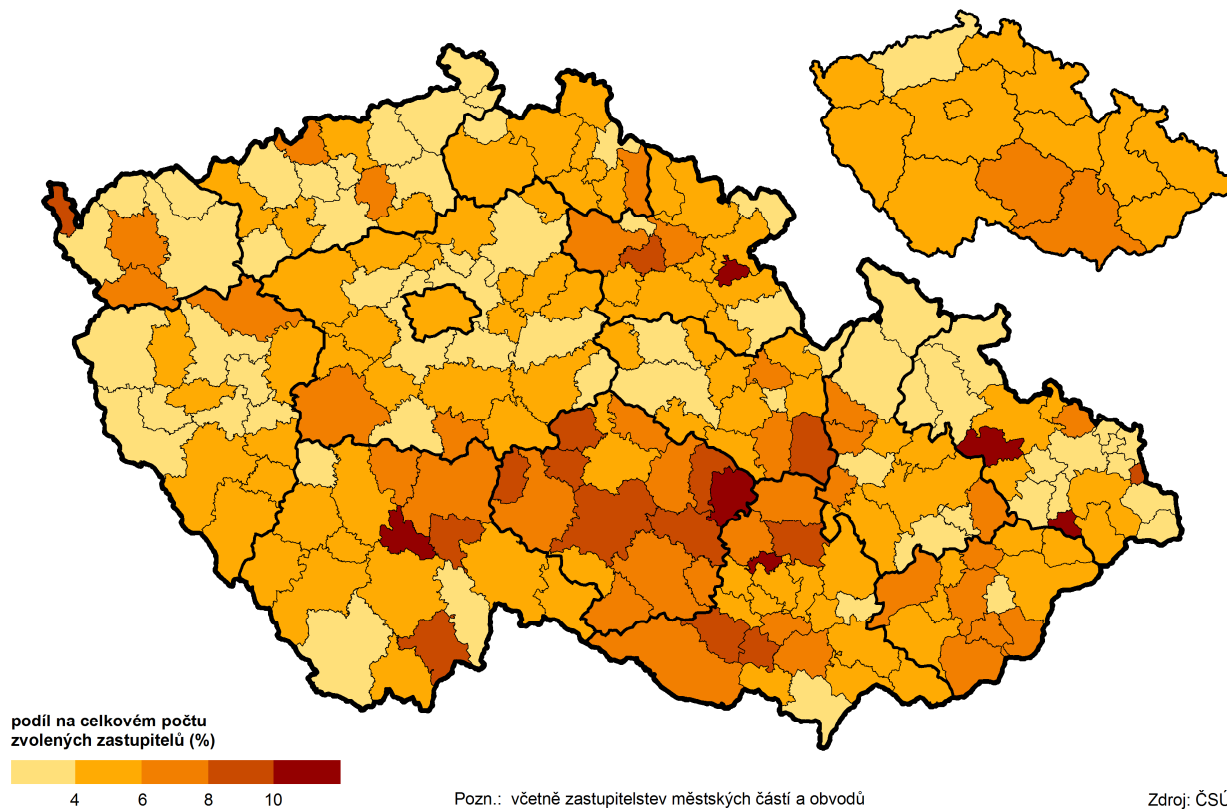 podíl na celkovém počtu
zvolených zastupitelů (%)
4 6 8 10
Pozn.: včetně zastupitelstev městských částí a obvodů
Zdroj: ČSÚ